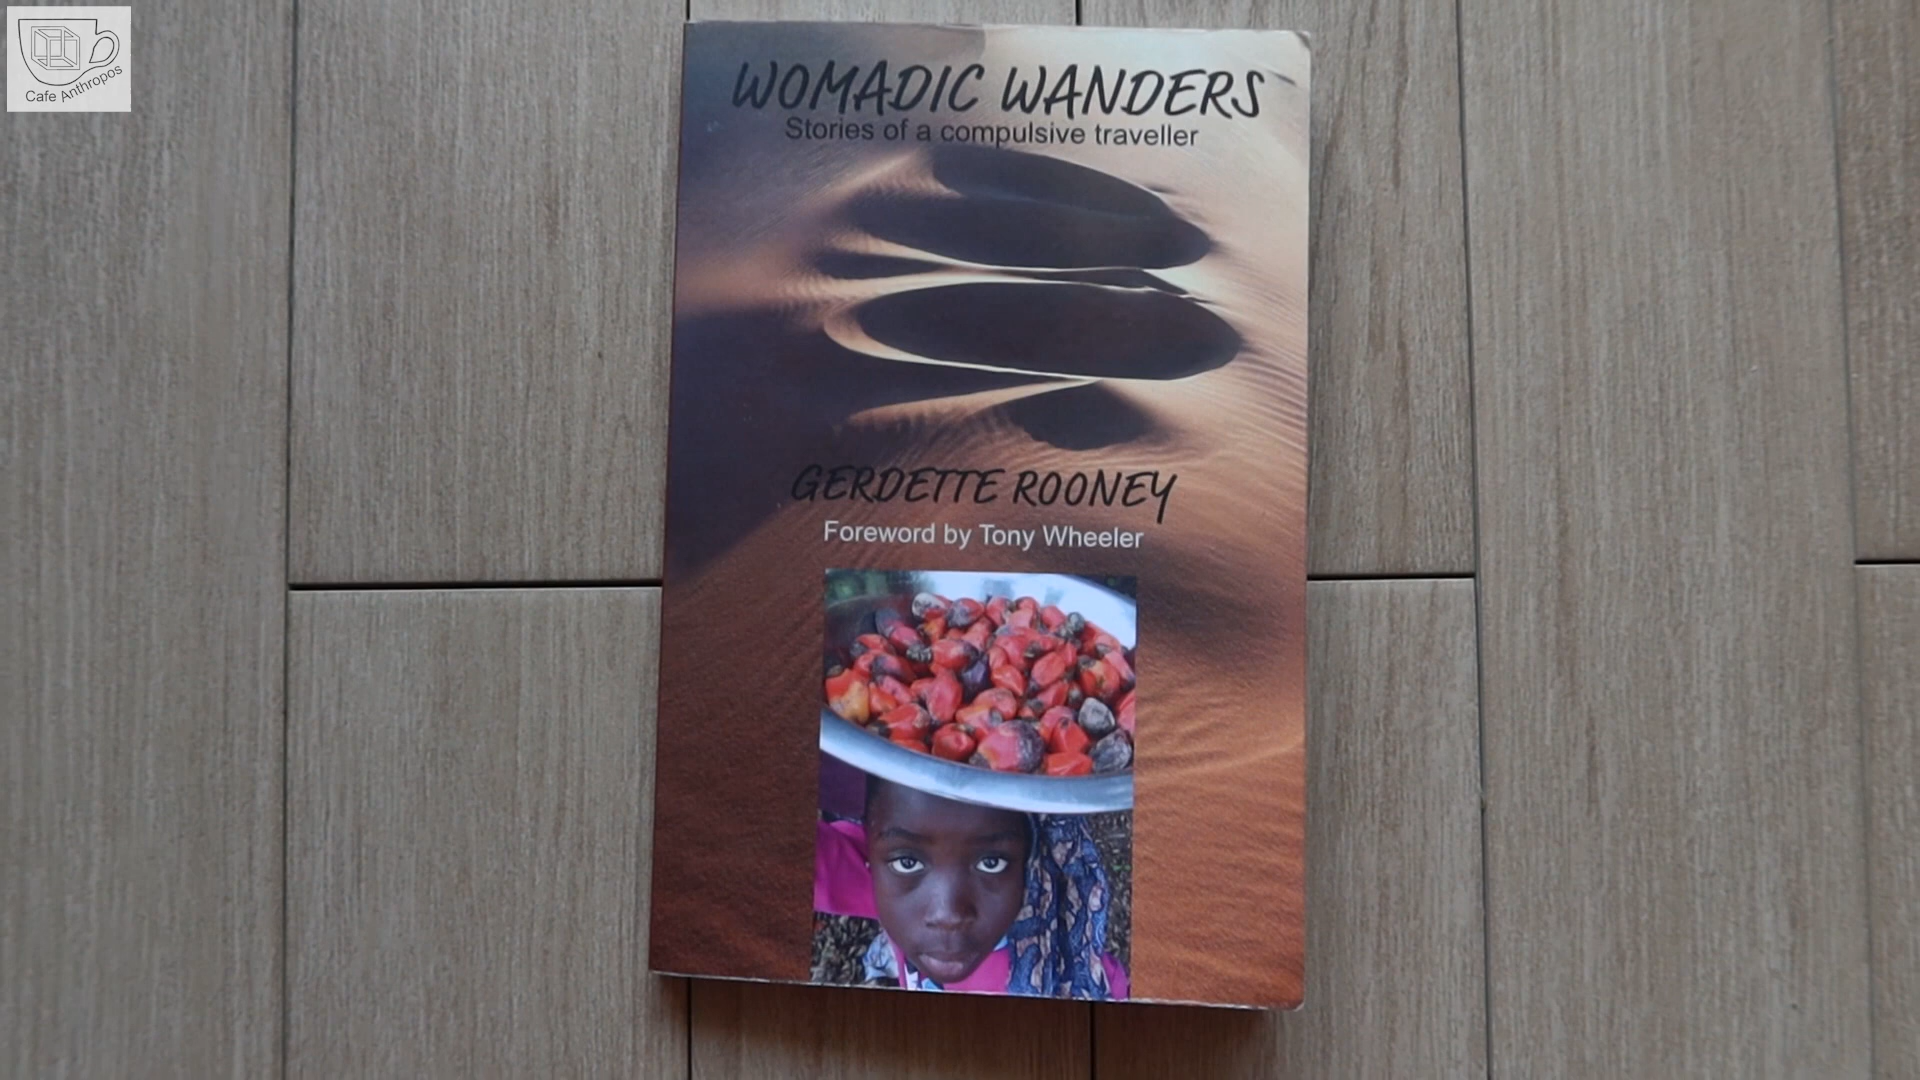 Cafe Anthropos
WOMADIC WANDERS
Stories of a compulsive traveller
GERDETTE ROONEY
Foreword by Tony Wheeler